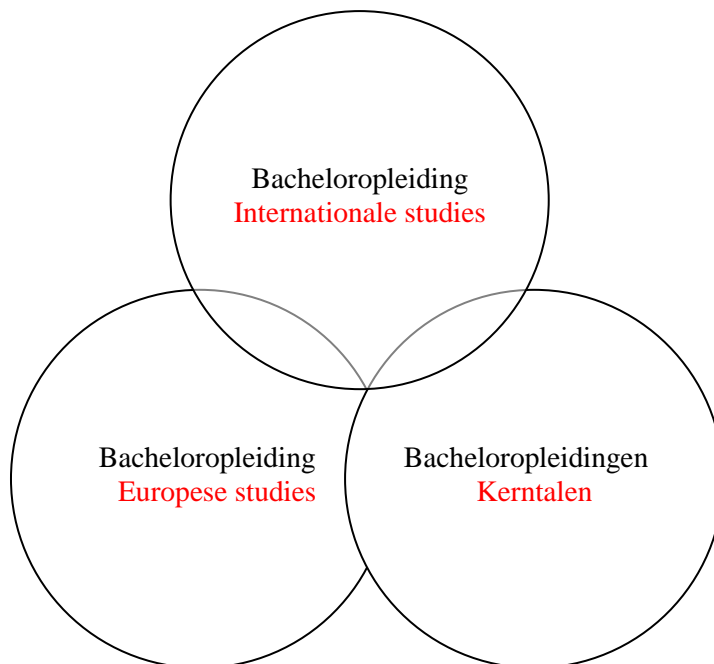 Bacheloropleiding
Internationale studies
Bacheloropleiding
Europese studies
Bacheloropleidingen
Kerntalen